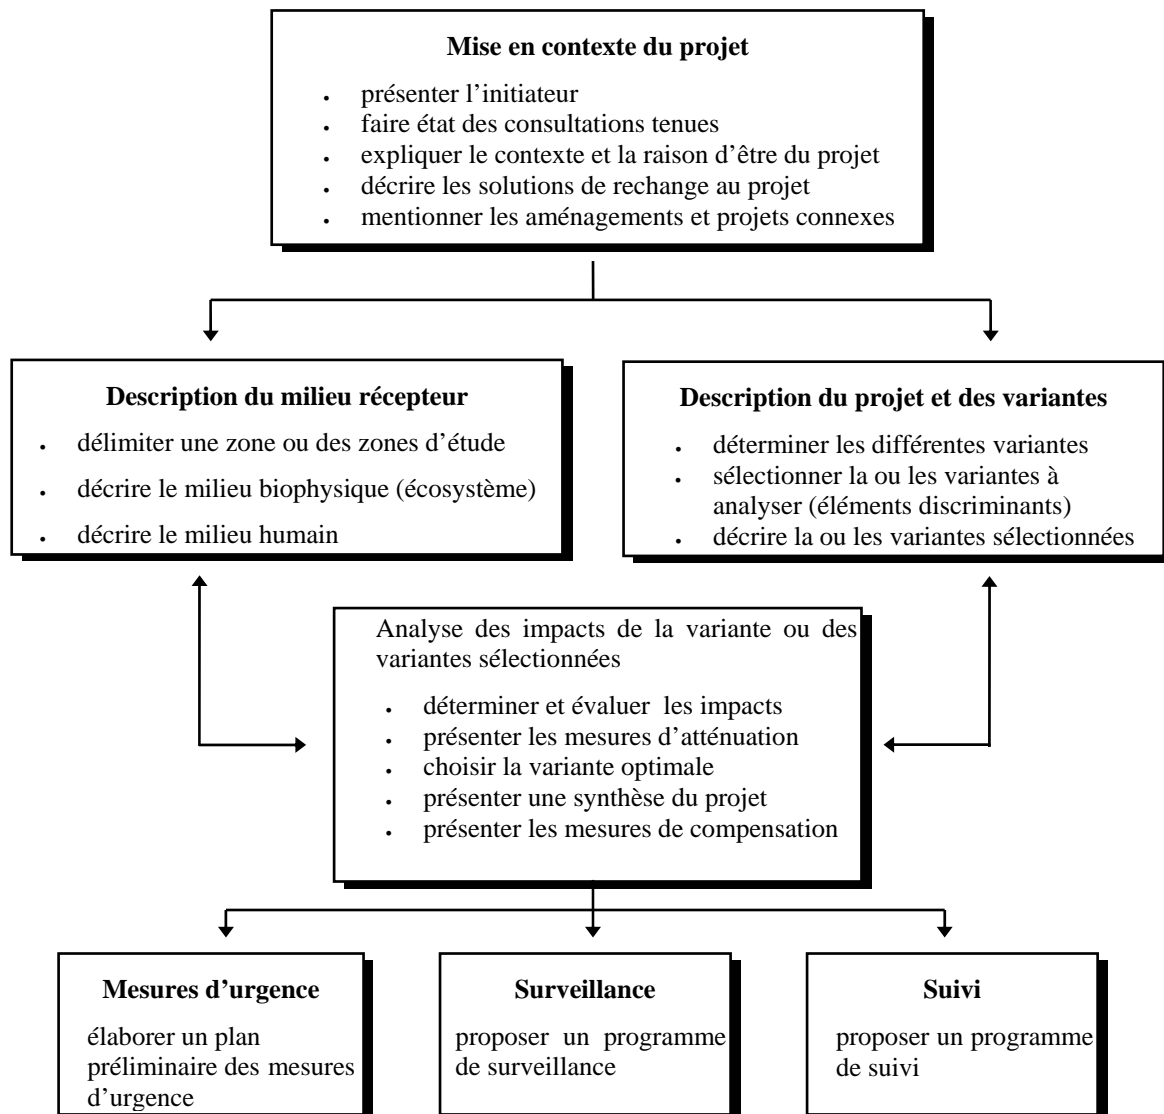 Mise en contexte du projet
• présenter l’initiateur
• faire état des consultations tenues
• expliquer le contexte et la raison d’être du projet
• décrire les solutions de rechange au projet
• mentionner les aménagements et projets connexes
Description du milieu récepteur
• délimiter une zone ou des zones d’étude
• décrire le milieu biophysique (écosystème)
• décrire le milieu humain
Description du projet et des variantes
• déterminer les différentes variantes
• sélectionner la ou les variantes à
analyser (éléments discriminants)
• décrire la ou les variantes sélectionnées
Analyse des impacts de la variante ou des
variantes sélectionnées
• déterminer et évaluer les impacts
• présenter les mesures d’atténuation
• choisir la variante optimale
• présenter une synthèse du projet
• présenter les mesures de compensation
Mesures d’urgence
élaborer un plan
préliminaire des mesures
d’urgence
Surveillance
proposer un programme
de surveillance
Suivi
proposer un programme
de suivi